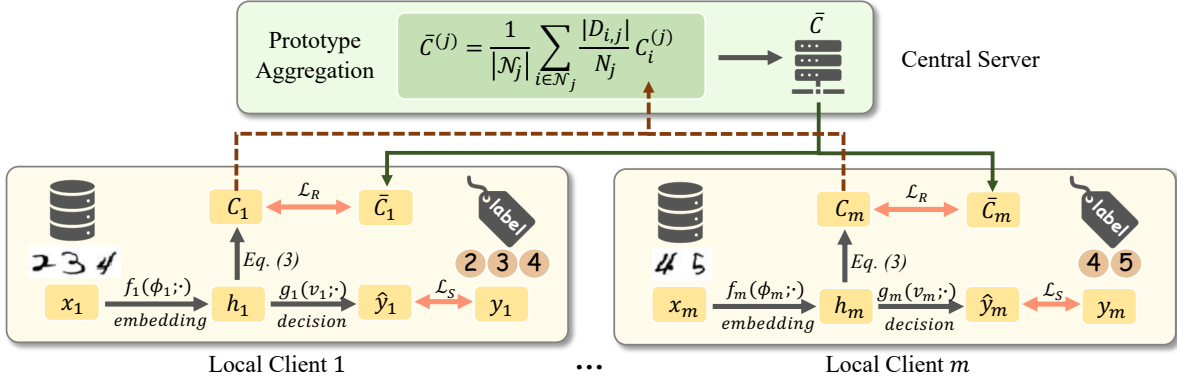 Prototype
Aggregation
C̄^(j) = 1/|𝒩_j| ∑_{i∈𝒩_j} |D_{i,j}|/N_j C_i^(j)
C̄
Central Server
C_1
ℒ_R
C̄_1
label
2 3 4
Eq. (3)
2 3 4
x_1
f_1(ϕ_1;·)
embedding
h_1
g_1(v_1;·)
decision
ŷ_1
ℒ_S
y_1
Local Client 1
...
C_m
ℒ_R
C̄_m
label
4 5
Eq. (3)
4 5
x_m
f_m(ϕ_m;·)
embedding
h_m
g_m(v_m;·)
decision
ŷ_m
ℒ_S
y_m
Local Client m